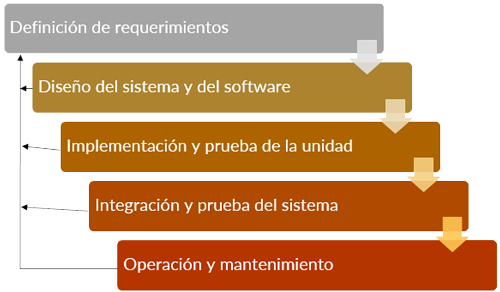 Definición de requerimientos
Diseño del sistema y del software
Implementación y prueba de la unidad
Integración y prueba del sistema
Operación y mantenimiento